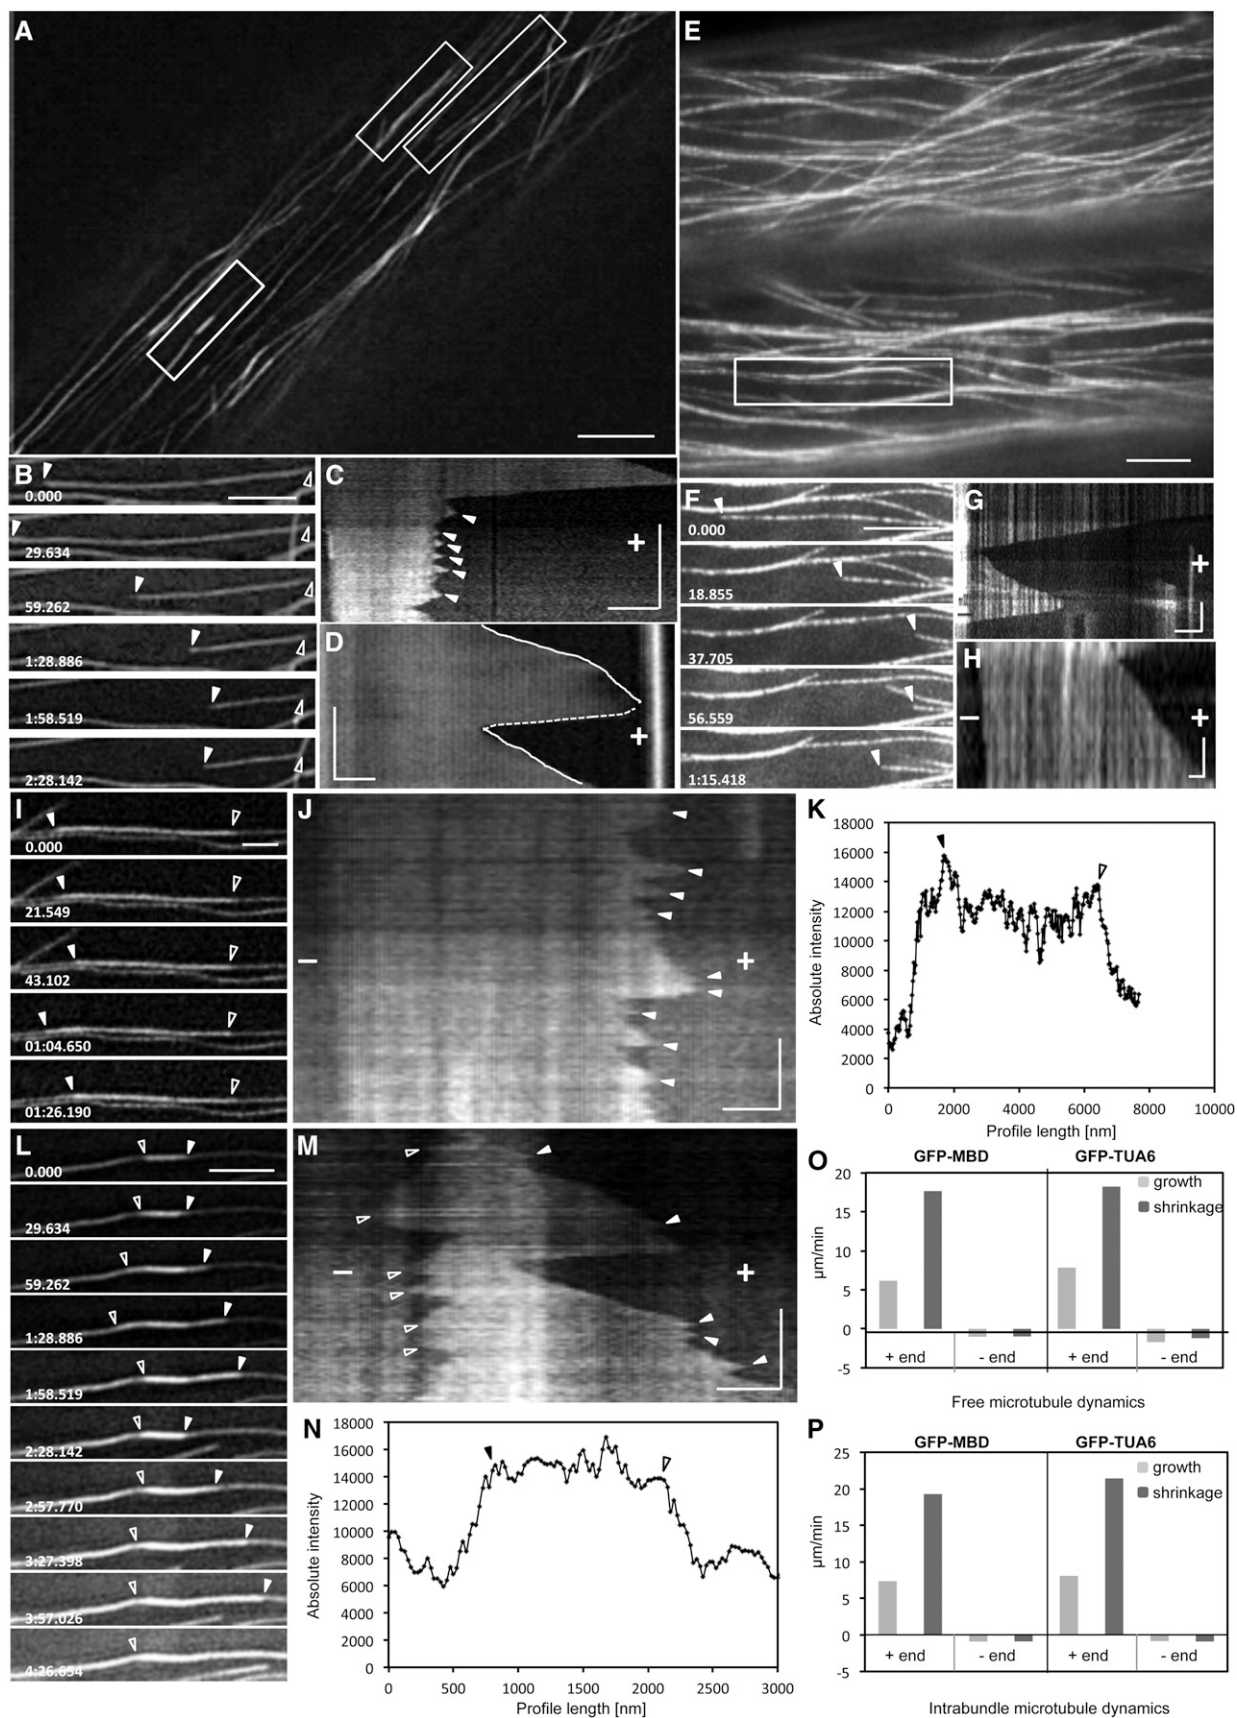 A
E
B
0.000
29.634
59.262
1:28.886
1:58.519
2:28.142
C
+
D
+
F
0.000
18.855
37.705
56.559
1:15.418
G
+
−
H
−
+
I
0.000
21.549
43.102
01:04.650
01:26.190
J
−
+
K
18000
16000
14000
12000
10000
8000
6000
4000
2000
0
Absolute intensity
0 2000 4000 6000 8000 10000
Profile length [nm]
L
0.000
29.634
59.262
1:28.886
1:58.519
2:28.142
2:57.770
3:27.398
3:57.026
4:26.654
M
−
+
N
18000
16000
14000
12000
10000
8000
6000
4000
2000
0
Absolute intensity
0 500 1000 1500 2000 2500 3000
Profile length [nm]
O
GFP-MBD GFP-TUA6
growth
shrinkage
20
15
10
5
0
-5
µm/min
+ end - end + end - end
Free microtubule dynamics
P
GFP-MBD GFP-TUA6
growth
shrinkage
25
20
15
10
5
0
-5
µm/min
+ end - end + end - end
Intrabundle microtubule dynamics